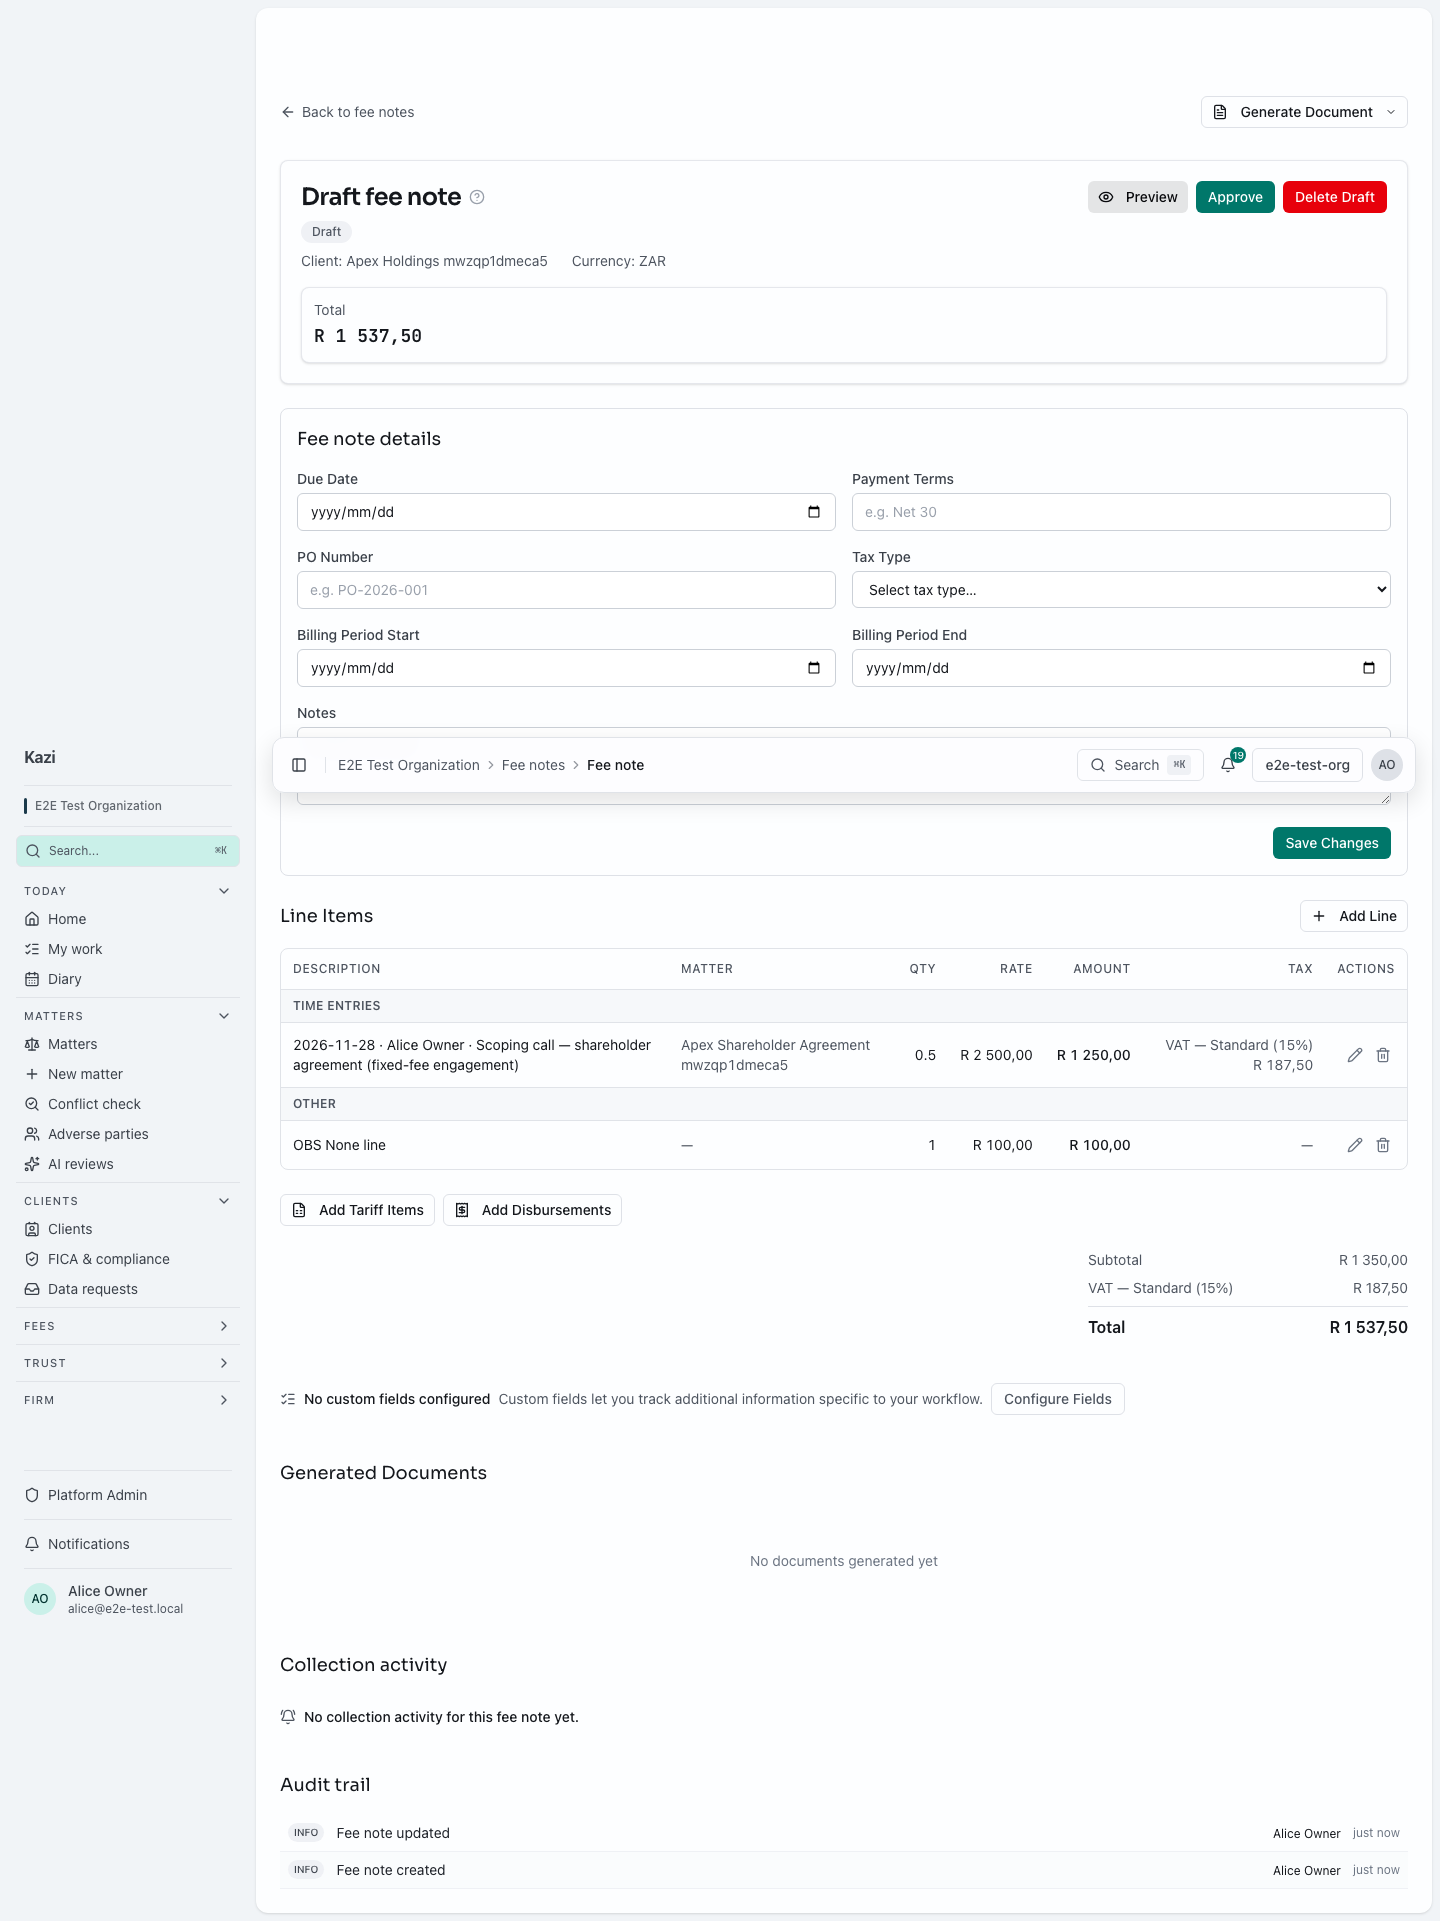 Back to fee notes
Generate Document
Draft fee note
Preview
Approve
Delete Draft
Draft
Client: Apex Holdings mwzqp1dmeca5 Currency: ZAR
Total
R 1 537,50
Fee note details
Due Date
Payment Terms
yyyy/mm/dd
e.g. Net 30
PO Number
Tax Type
e.g. PO-2026-001
Select tax type...
Billing Period Start
Billing Period End
yyyy/mm/dd
yyyy/mm/dd
Notes
E2E Test Organization > Fee notes > Fee note
Search ⌘K
19
e2e-test-org
AO
Save Changes
Kazi
E2E Test Organization
Search... ⌘K
TODAY
Home
My work
Diary
MATTERS
Matters
New matter
Conflict check
Adverse parties
AI reviews
CLIENTS
Clients
FICA & compliance
Data requests
FEES
TRUST
FIRM
Platform Admin
Notifications
AO
Alice Owner
alice@e2e-test.local
Line Items
Add Line
DESCRIPTION MATTER QTY RATE AMOUNT TAX ACTIONS
TIME ENTRIES
2026-11-28 · Alice Owner · Scoping call — shareholder
agreement (fixed-fee engagement)
Apex Shareholder Agreement
mwzqp1dmeca5
0.5 R 2 500,00 R 1 250,00
VAT — Standard (15%)
R 187,50
OTHER
OBS None line — 1 R 100,00 R 100,00 —
Add Tariff Items
Add Disbursements
Subtotal R 1 350,00
VAT — Standard (15%) R 187,50
Total R 1 537,50
No custom fields configured Custom fields let you track additional information specific to your workflow.
Configure Fields
Generated Documents
No documents generated yet
Collection activity
No collection activity for this fee note yet.
Audit trail
INFO Fee note updated Alice Owner just now
INFO Fee note created Alice Owner just now